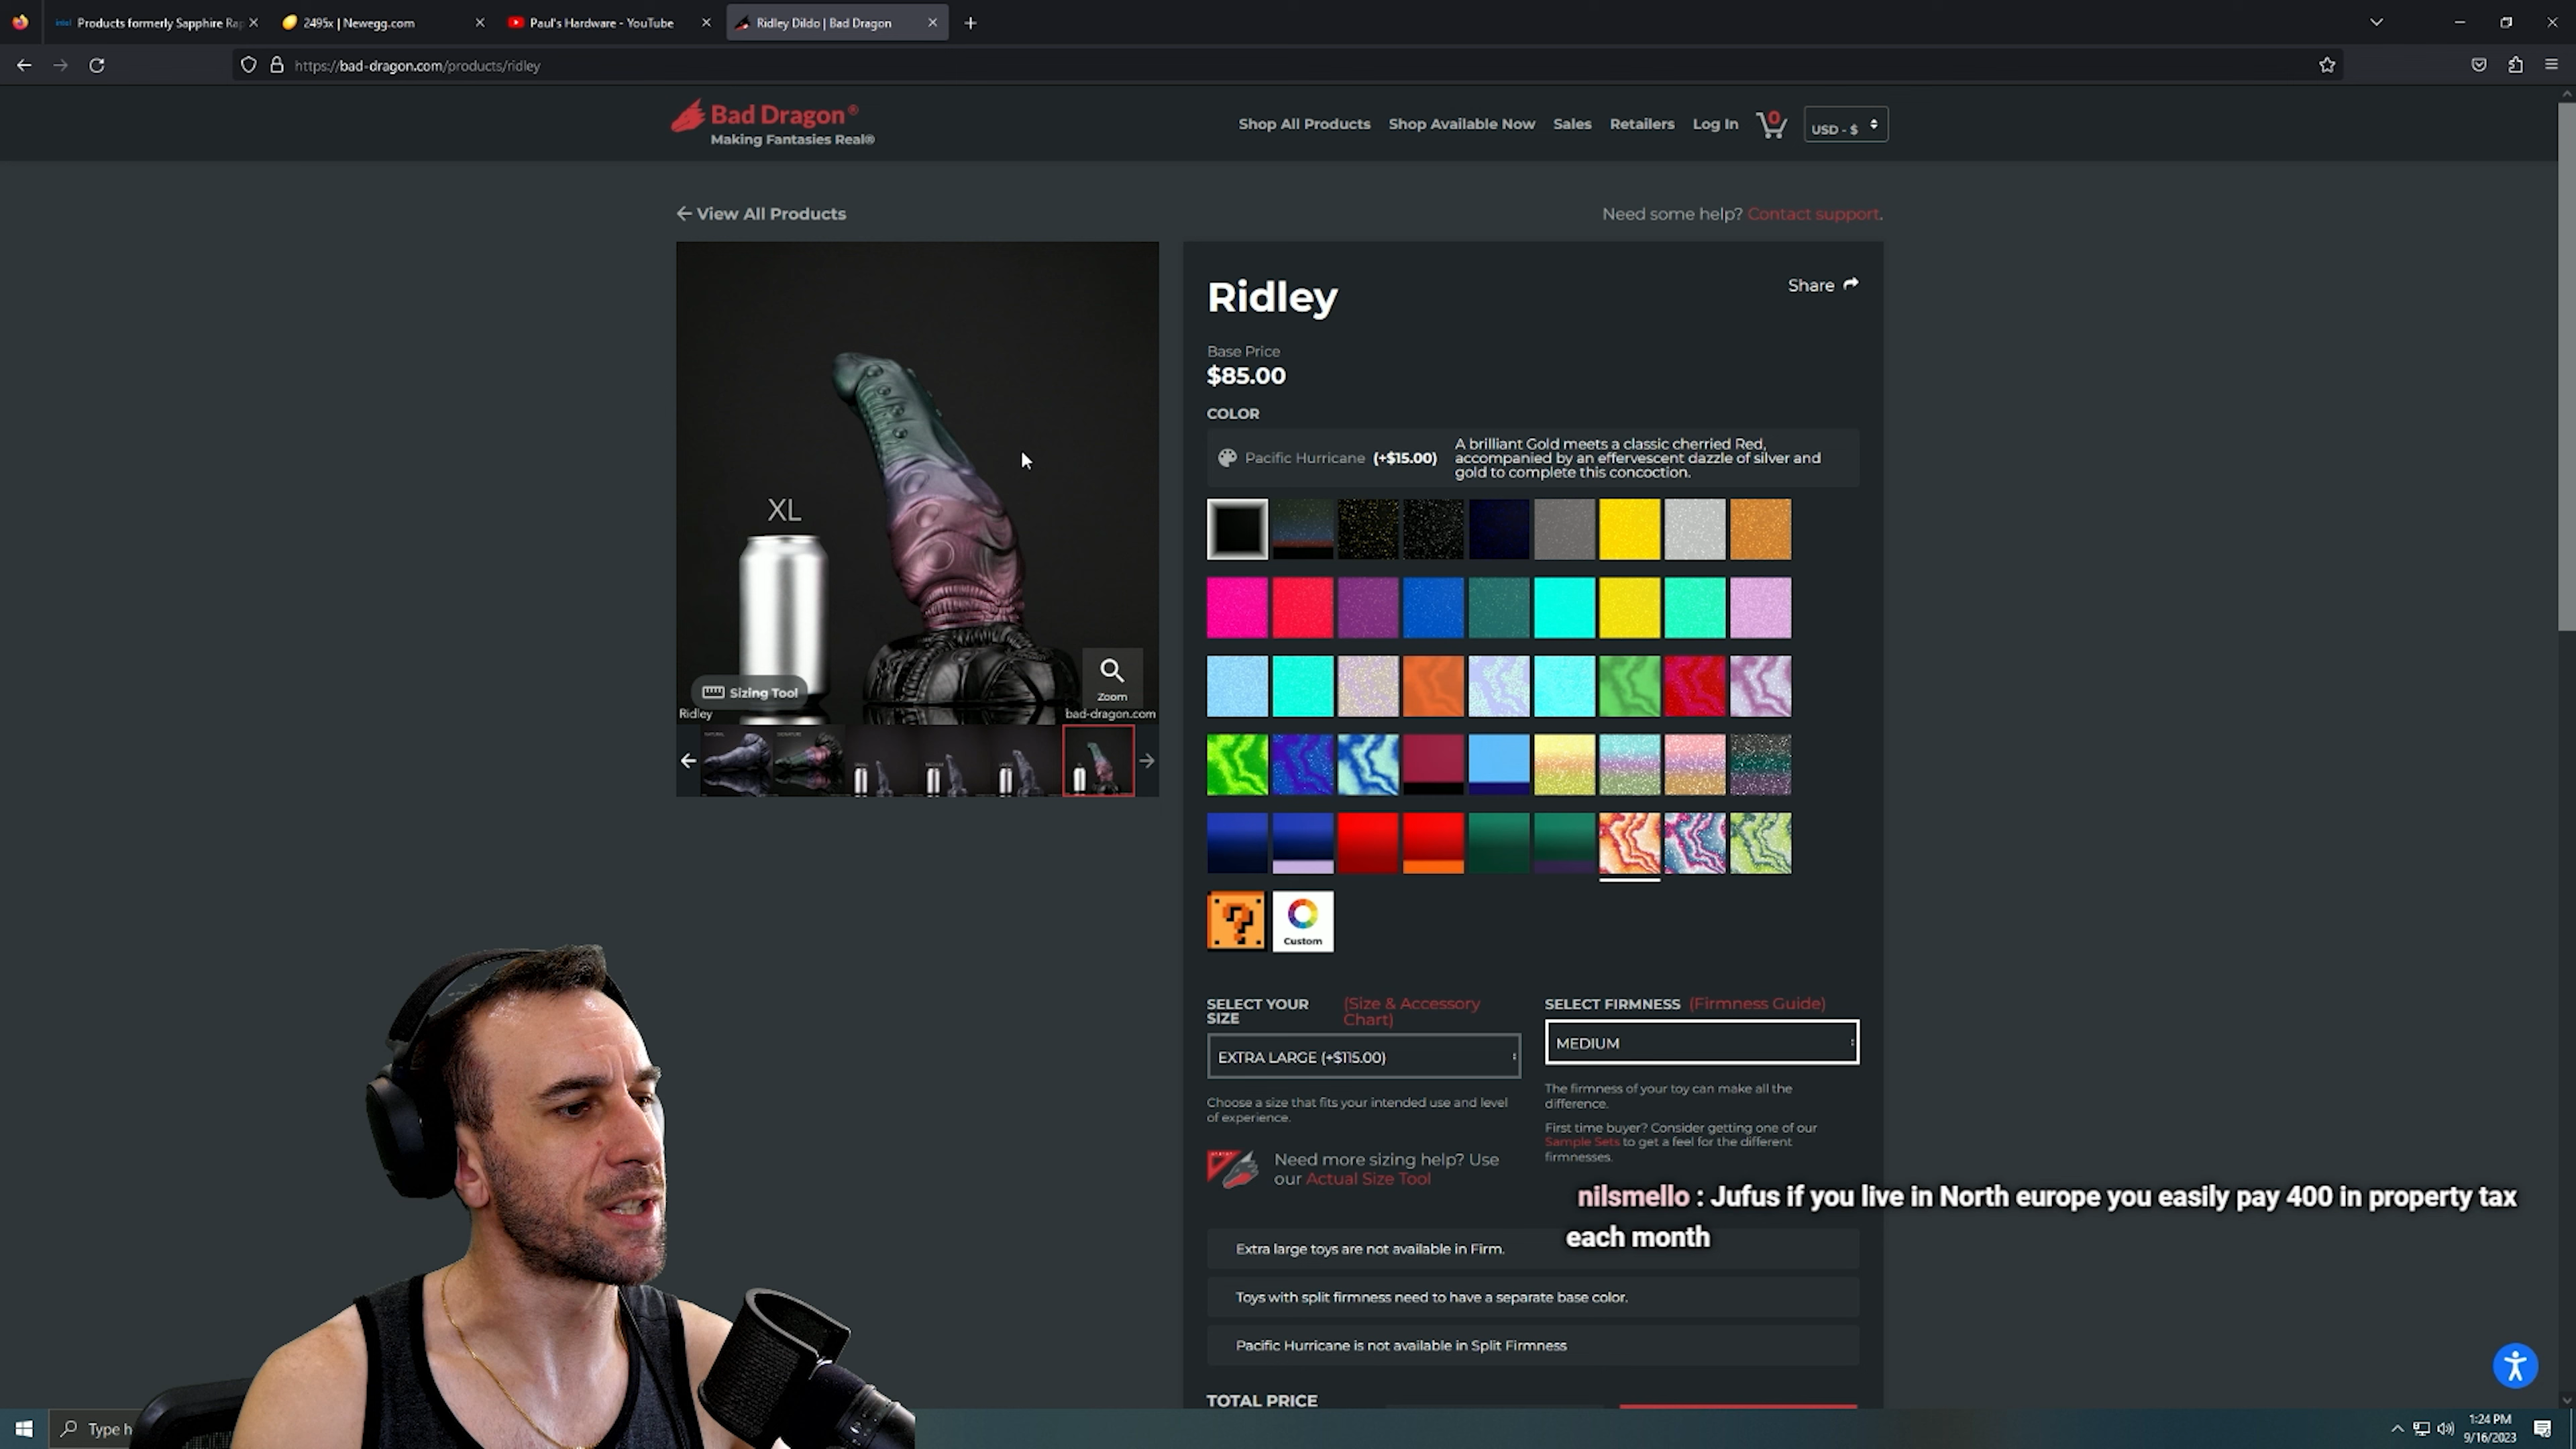 Products formerly Sapphire Rap
2495x | Newegg.com
Paul's Hardware - YouTube
Ridley Dildo | Bad Dragon
https://bad-dragon.com/products/ridley
Bad Dragon®
Making Fantasies Real®
Shop All Products
Shop Available Now
Sales
Retailers
Log In
0
USD - $
View All Products
Need some help? Contact support.
XL
Sizing Tool
Zoom
Ridley
bad-dragon.com
Ridley
Share
Base Price
$85.00
COLOR
Pacific Hurricane (+$15.00)
A brilliant Gold meets a classic cherried Red,
accompanied by an effervescent dazzle of silver and
gold to complete this concoction.
?
Custom
SELECT YOUR
SIZE
(Size & Accessory
Chart)
EXTRA LARGE (+$115.00)
Choose a size that fits your intended use and level
of experience.
Need more sizing help? Use
our Actual Size Tool
SELECT FIRMNESS (Firmness Guide)
MEDIUM
The firmness of your toy can make all the
difference.
First time buyer? Consider getting one of our
Sample Sets to get a feel for the different
firmnesses.
nilsmello : Jufus if you live in North europe you easily pay 400 in property tax
each month
Extra large toys are not available in Firm.
Toys with split firmness need to have a separate base color.
Pacific Hurricane is not available in Split Firmness
TOTAL PRICE
Type h
1:24 PM
9/16/2023